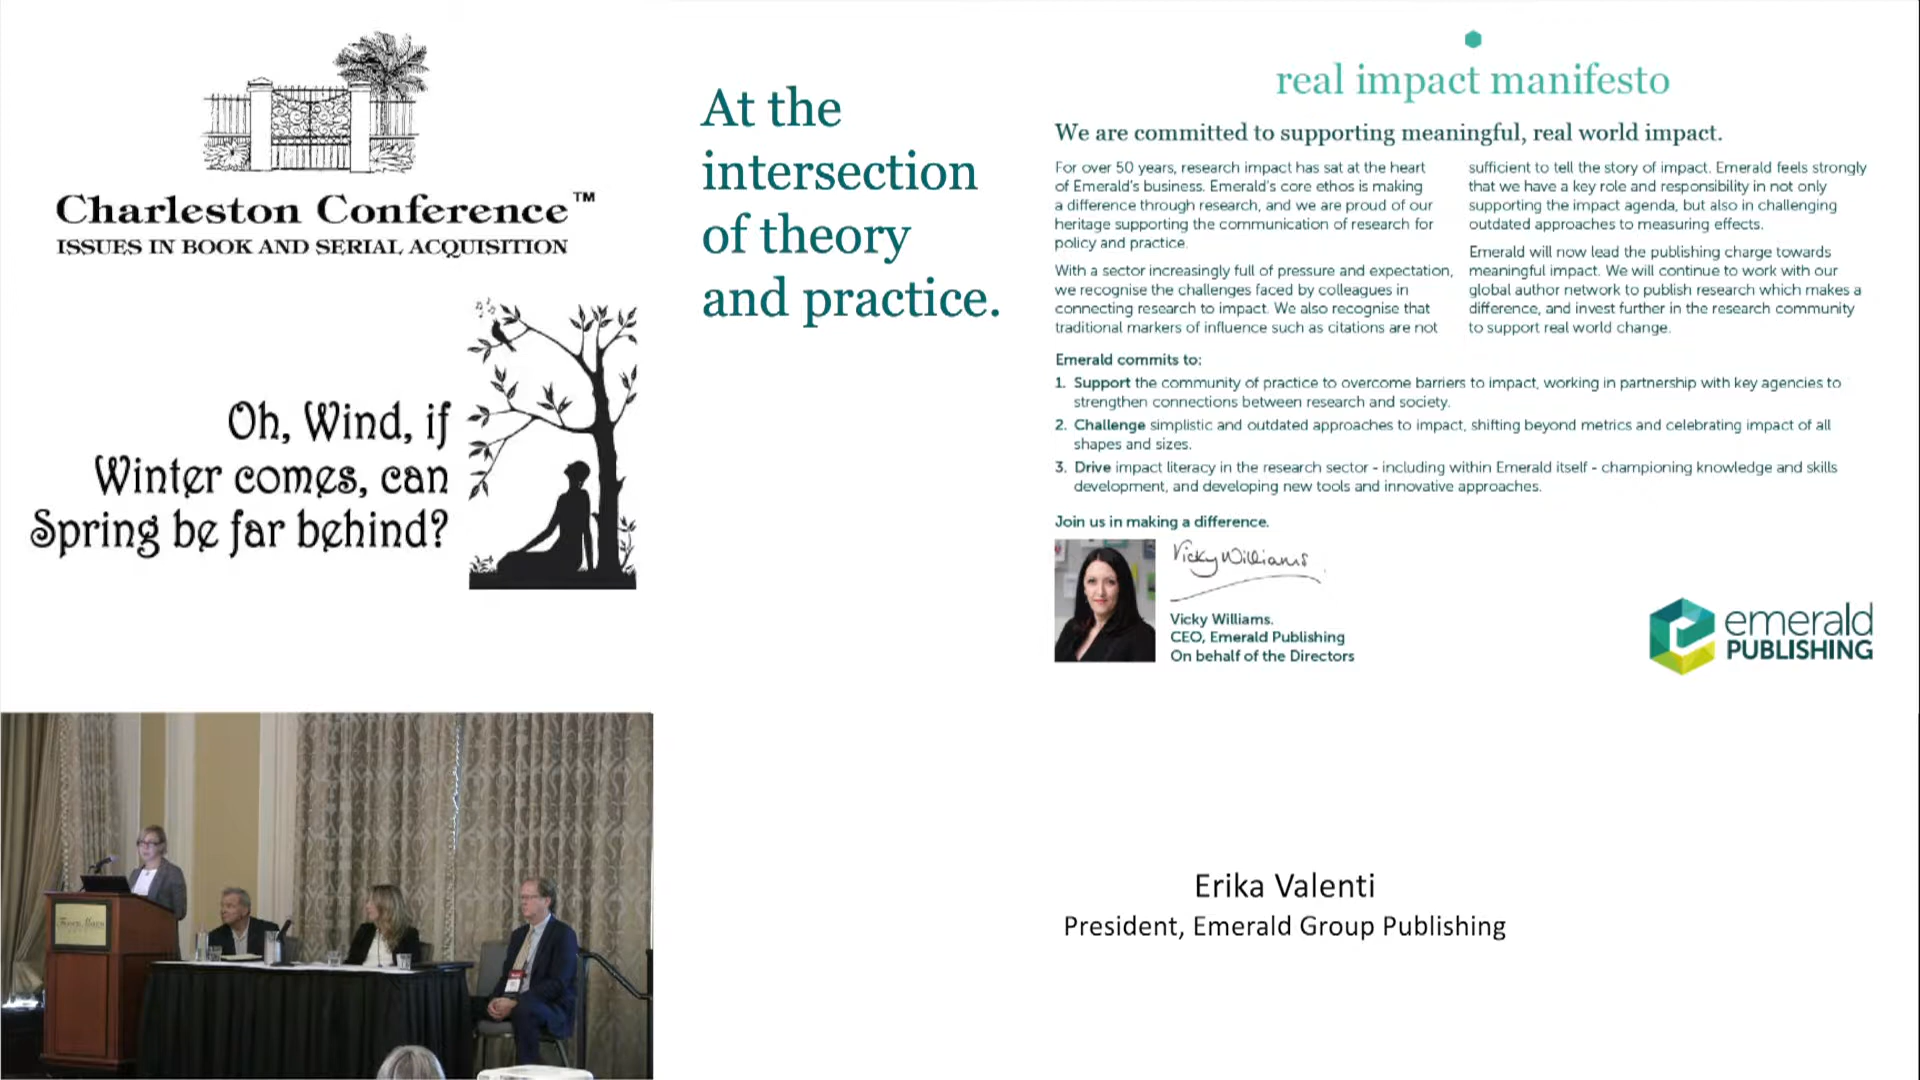 Charleston Conference™
ISSUES IN BOOK AND SERIAL ACQUISITION
Oh, Wind, if
Winter comes, can
Spring be far behind?
At the
intersection
of theory
and practice.
real impact manifesto
We are committed to supporting meaningful, real world impact.
For over 50 years, research impact has sat at the heart
of Emerald's business. Emerald's core ethos is making
a difference through research, and we are proud of our
heritage supporting the communication of research for
policy and practice.
With a sector increasingly full of pressure and expectation,
we recognise the challenges faced by colleagues in
connecting research to impact. We also recognise that
traditional markers of influence such as citations are not
sufficient to tell the story of impact. Emerald feels strongly
that we have a key role and responsibility in not only
supporting the impact agenda, but also in challenging
outdated approaches to measuring effects.
Emerald will now lead the publishing charge towards
meaningful impact. We will continue to work with our
global author network to publish research which makes a
difference, and invest further in the research community
to support real world change.
Emerald commits to:
1. Support the community of practice to overcome barriers to impact, working in partnership with key agencies to
strengthen connections between research and society.
2. Challenge simplistic and outdated approaches to impact, shifting beyond metrics and celebrating impact of all
shapes and sizes.
3. Drive impact literacy in the research sector - including within Emerald itself - championing knowledge and skills
development, and developing new tools and innovative approaches.
Join us in making a difference.
Vicky Williams
Vicky Williams.
CEO, Emerald Publishing
On behalf of the Directors
emerald
PUBLISHING
Erika Valenti
President, Emerald Group Publishing